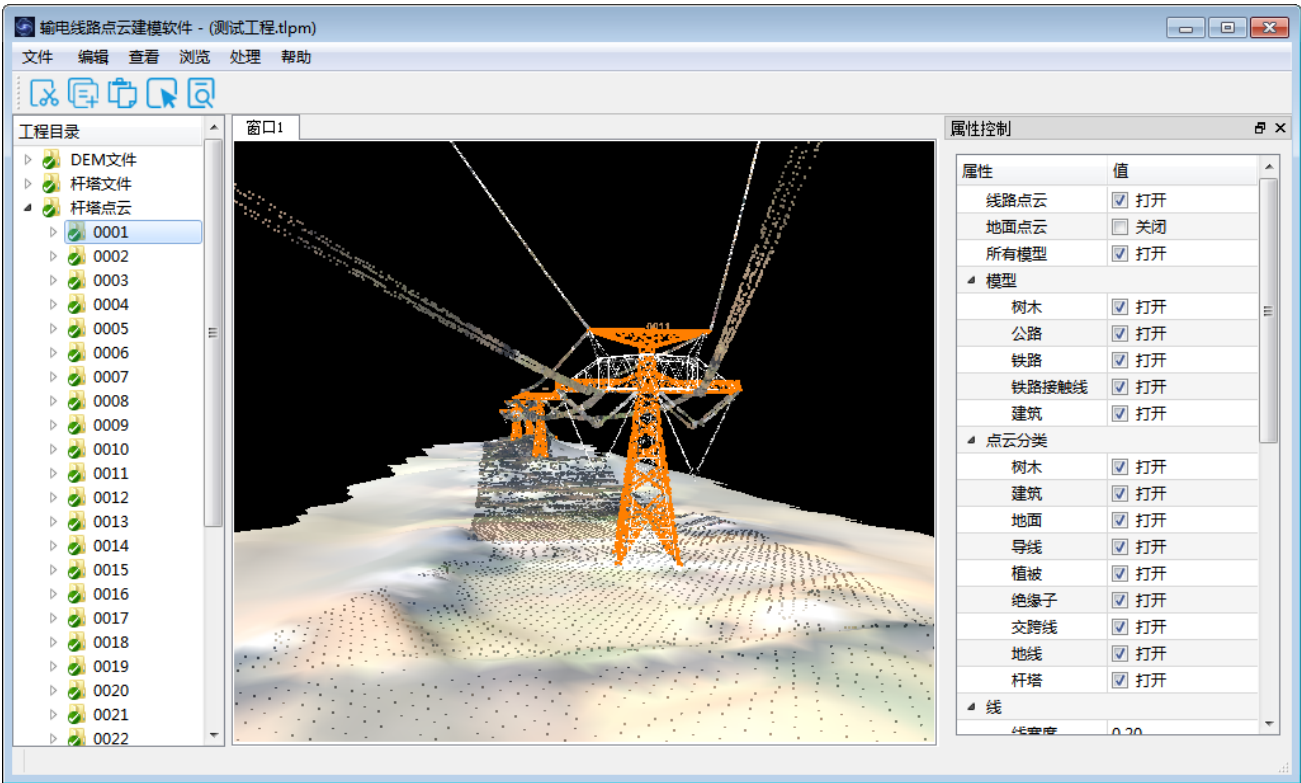 输电线路点云建模软件 - (测试工程.tlpm)
文件 编辑 查看 浏览 处理 帮助
工程目录
DEM文件
杆塔文件
杆塔点云
0001
0002
0003
0004
0005
0006
0007
0008
0009
0010
0011
0012
0013
0014
0015
0016
0017
0018
0019
0020
0021
0022
窗口1
0011
属性控制
属性 值
线路点云 打开
地面点云 关闭
所有模型 打开
模型
树木 打开
公路 打开
铁路 打开
铁路接触线 打开
建筑 打开
点云分类
树木 打开
建筑 打开
地面 打开
导线 打开
植被 打开
绝缘子 打开
交跨线 打开
地线 打开
杆塔 打开
线
线宽度 0.20